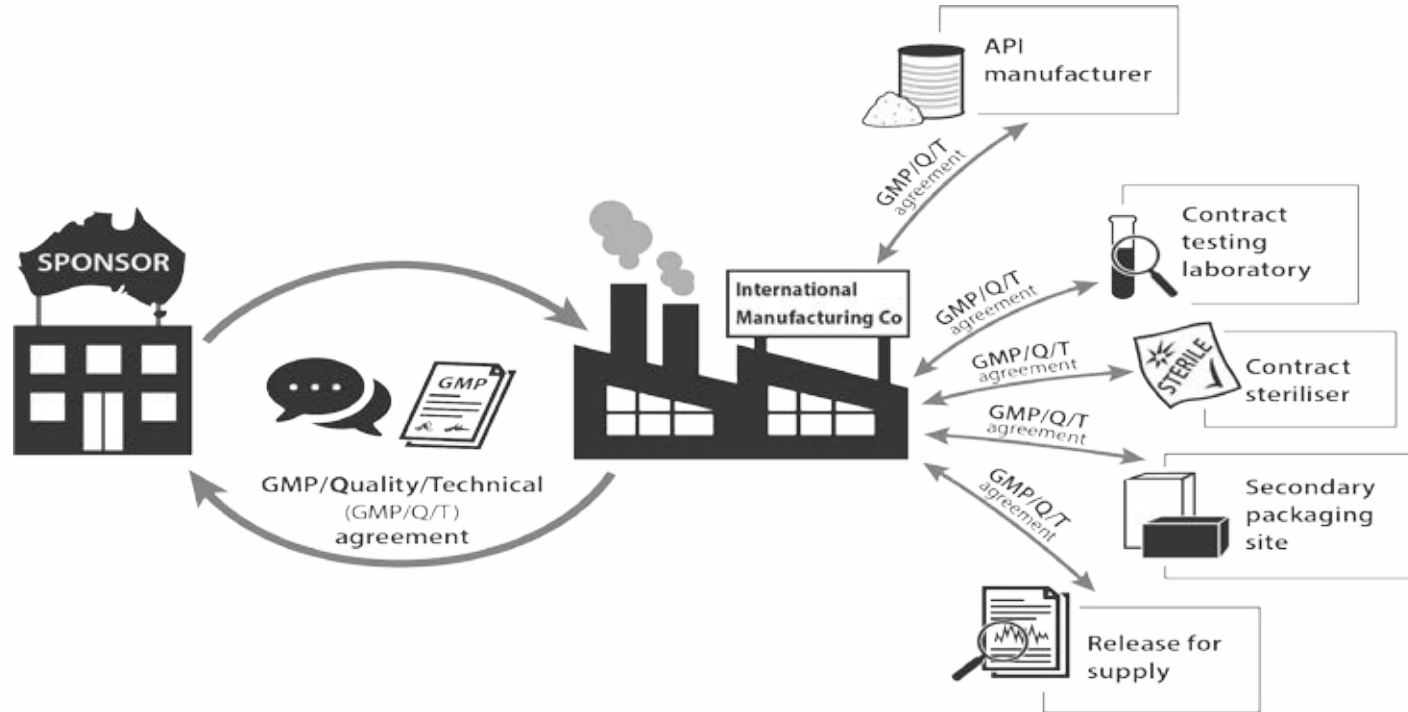 SPONSOR
GMP
GMP/Quality/Technical
(GMP/Q/T)
agreement
International
Manufacturing Co
GMP/Q/T
agreement
API
manufacturer
GMP/Q/T
agreement
Contract
testing
laboratory
GMP/Q/T
agreement
STERILE
Contract
steriliser
GMP/Q/T
agreement
Secondary
packaging
site
GMP/Q/T
agreement
Release for
supply